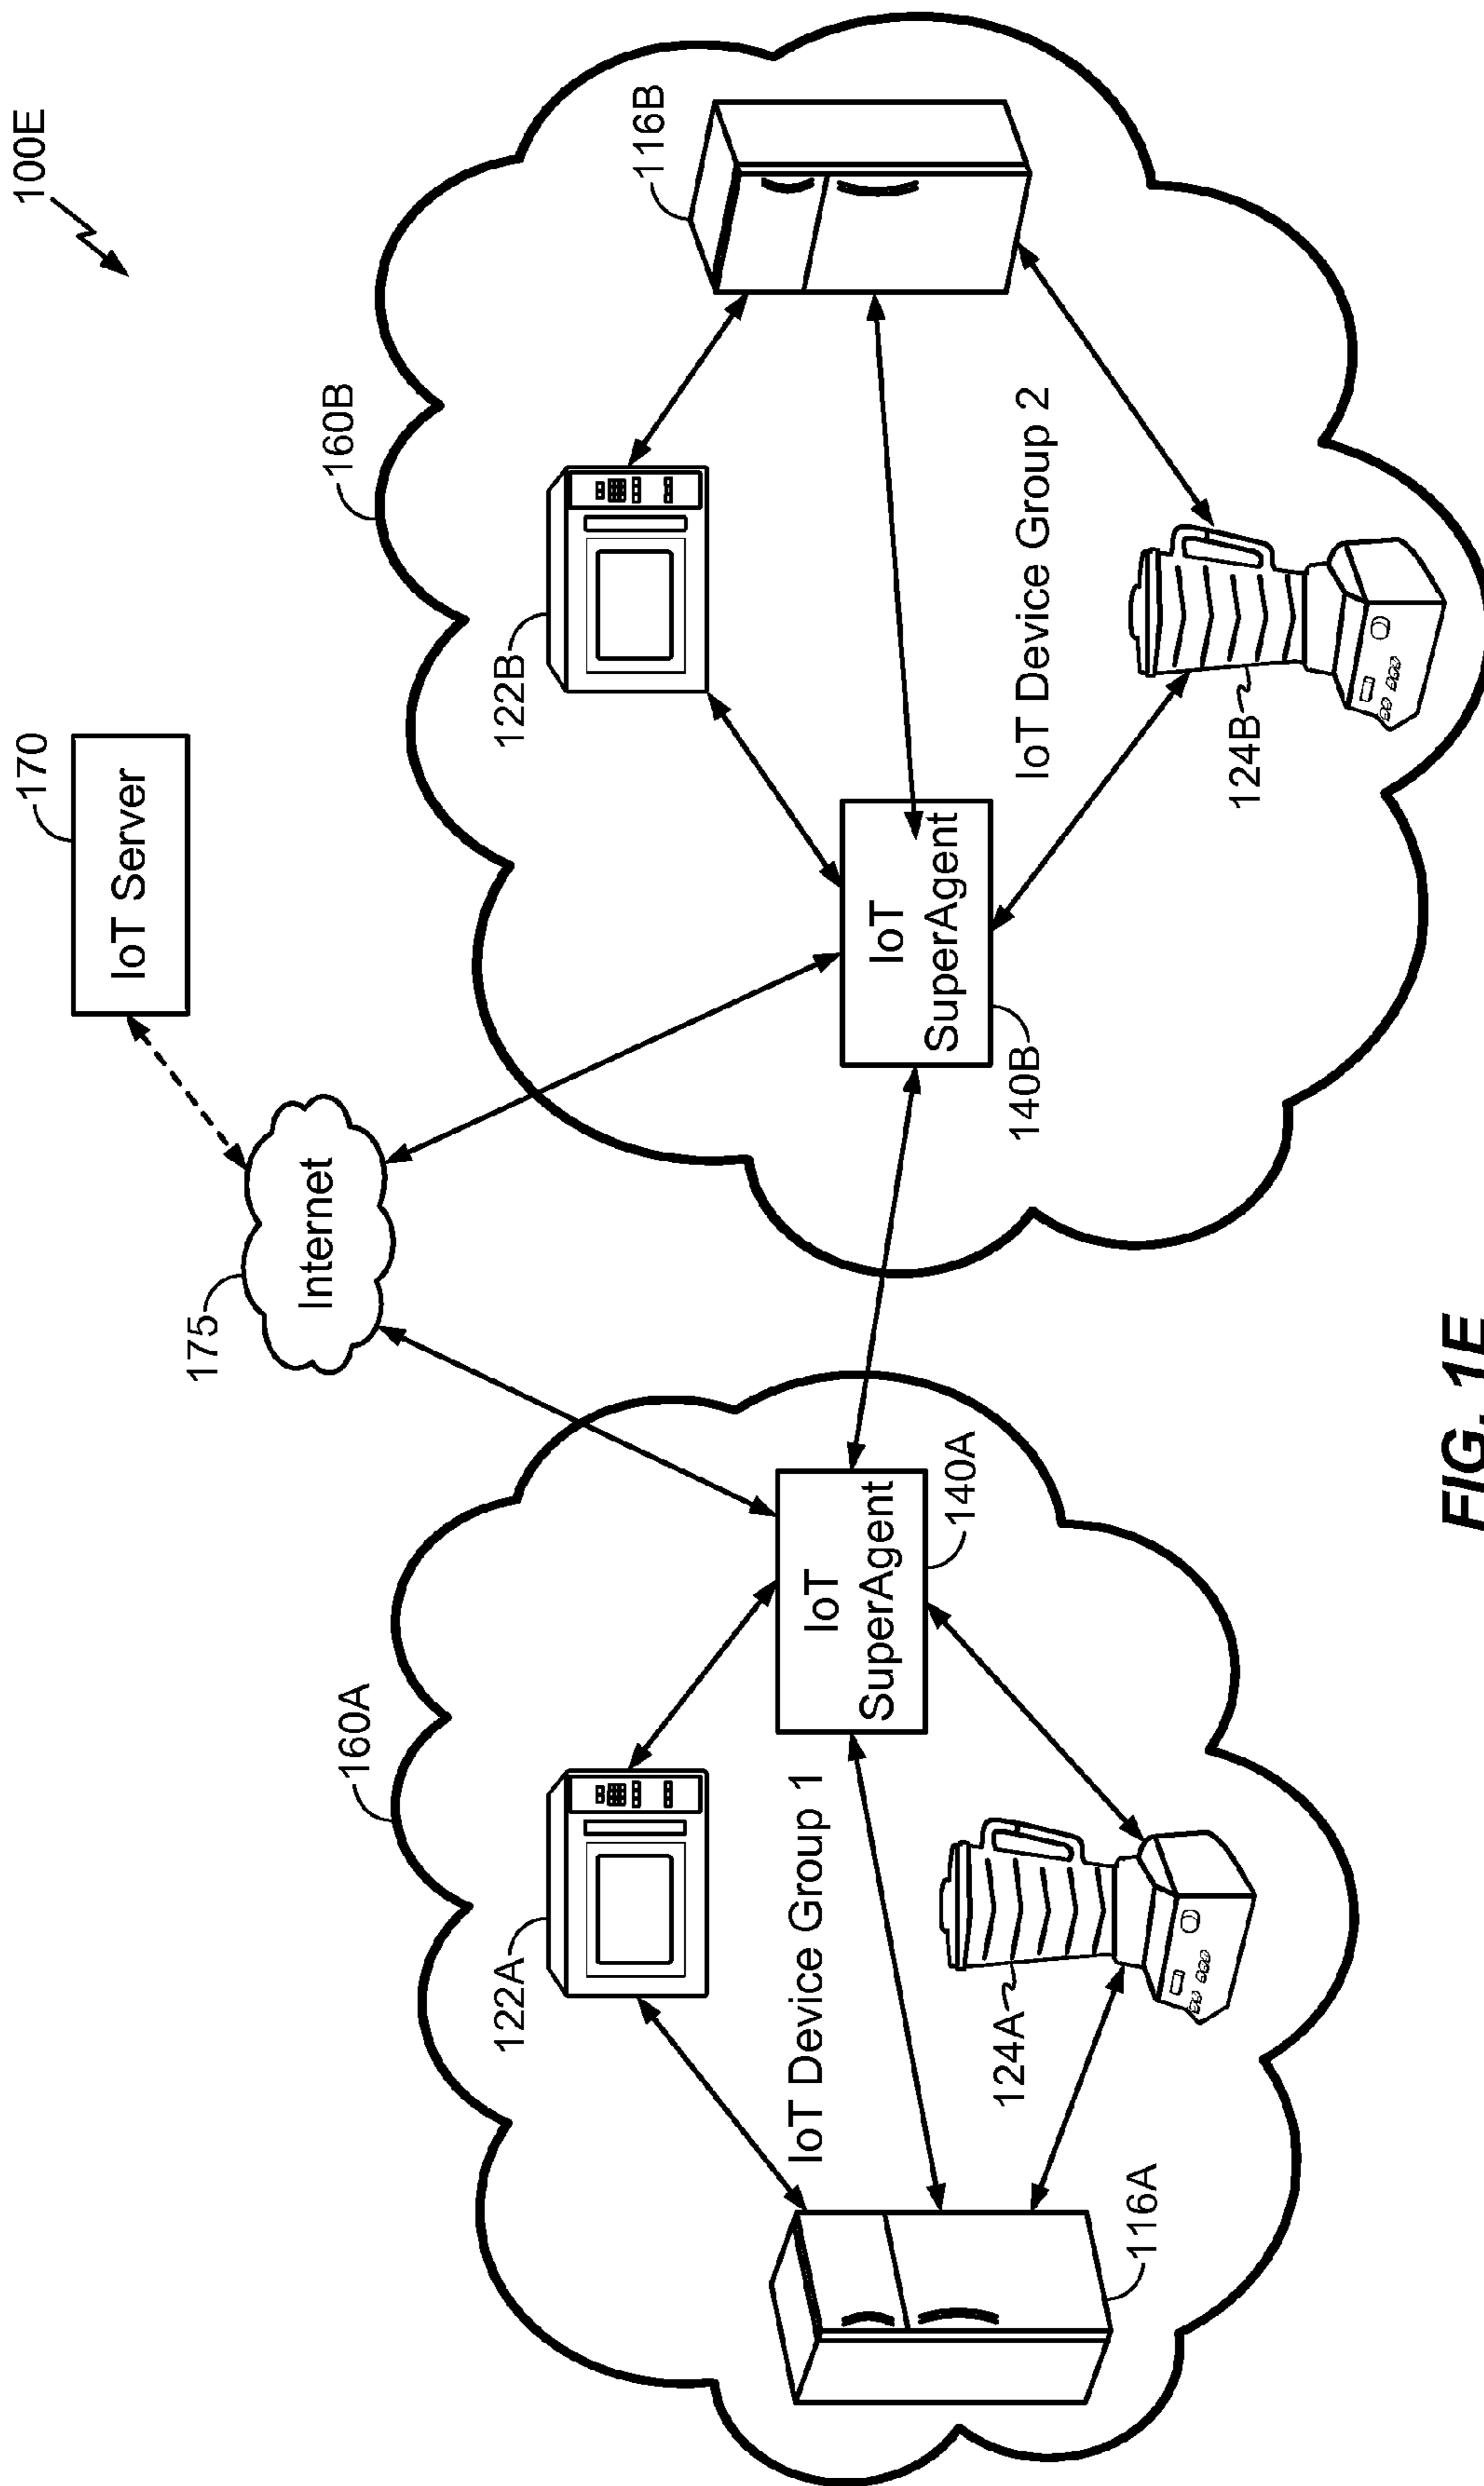 100E
170
IoT Server
175
Internet
160A
160B
122A
122B
116B
IoT
SuperAgent
140A
IoT
SuperAgent
140B
IoT Device Group 1
IoT Device Group 2
124A
124B
116A
FIG. 1E